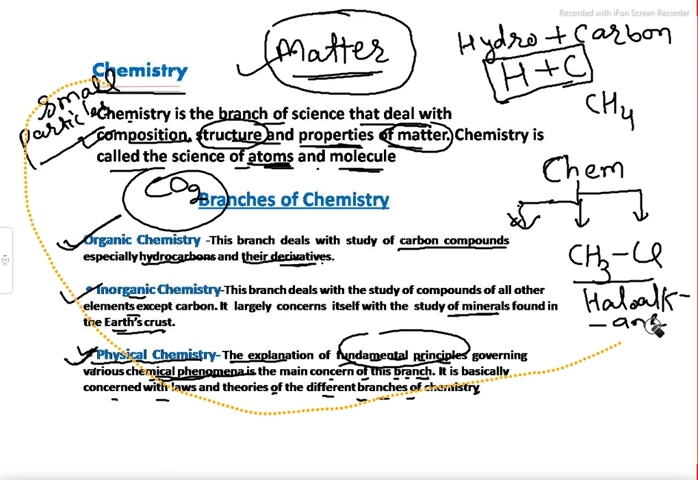 Recorded with iFun Screen Recorder
Matter
Hydro + Carbon
H + C
CH4
Chemistry
Small
particles
Chemistry is the branch of science that deal with
composition, structure and properties of matter. Chemistry is
called the science of atoms and molecule
Chem
CO2
Branches of Chemistry
Organic Chemistry -This branch deals with study of carbon compounds
especially hydrocarbons and their derivatives.
CH3-Cl
Haloalk-
-an
Inorganic Chemistry-This branch deals with the study of compounds of all other
elements except carbon. It largely concerns itself with the study of minerals found in
the Earth's crust.
Physical Chemistry- The explanation of fundamental principles governing
various chemical phenomena is the main concern of this branch. It is basically
concerned with laws and theories of the different branches of chemistry